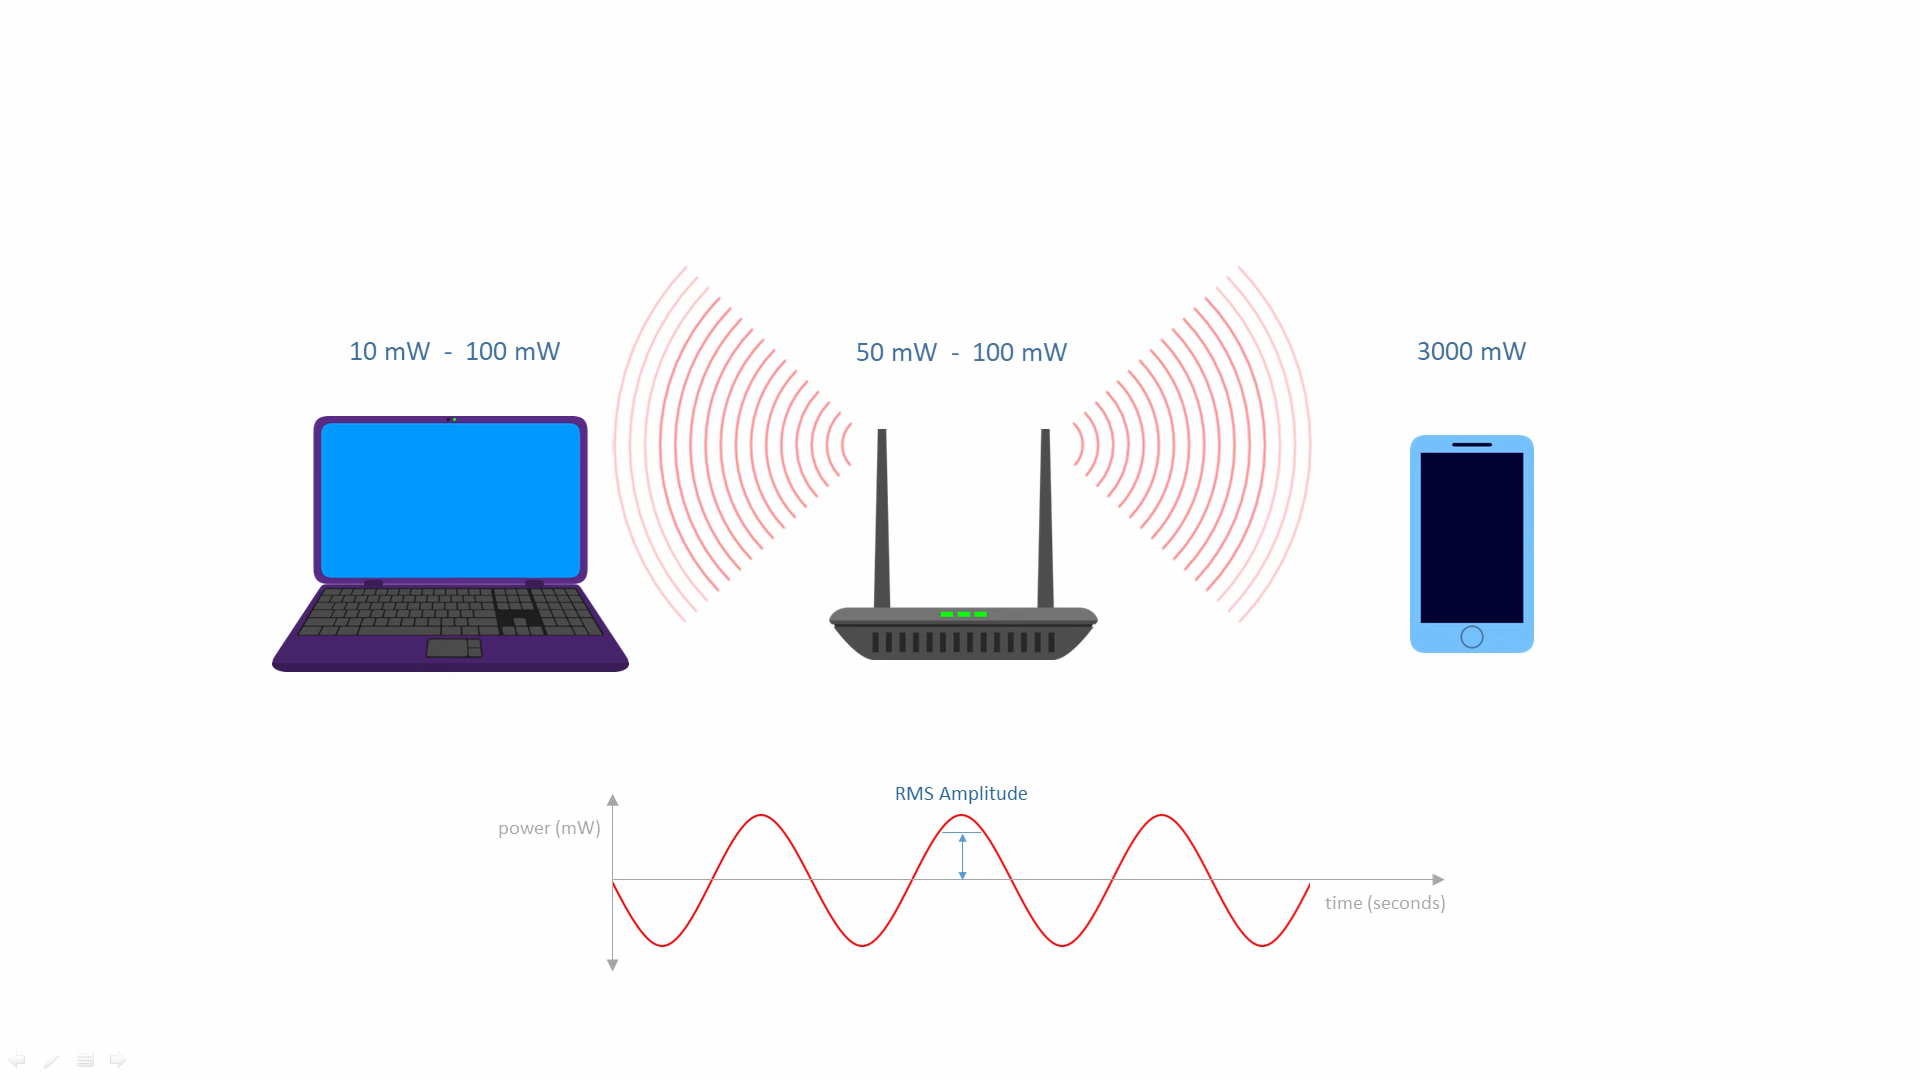 10 mW - 100 mW
50 mW - 100 mW
3000 mW
RMS Amplitude
power (mW)
time (seconds)